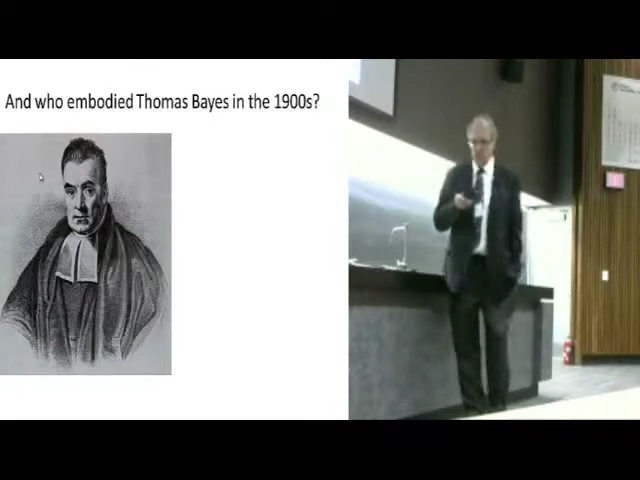 And who embodied Thomas Bayes in the 1900s?